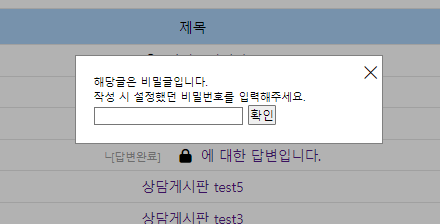 제목
해당글은 비밀글입니다.
작성 시 설정했던 비밀번호를 입력해주세요.
확인
ㄴ[답변완료] 에 대한 답변입니다.
상담게시판 test5
상담게시판 test3